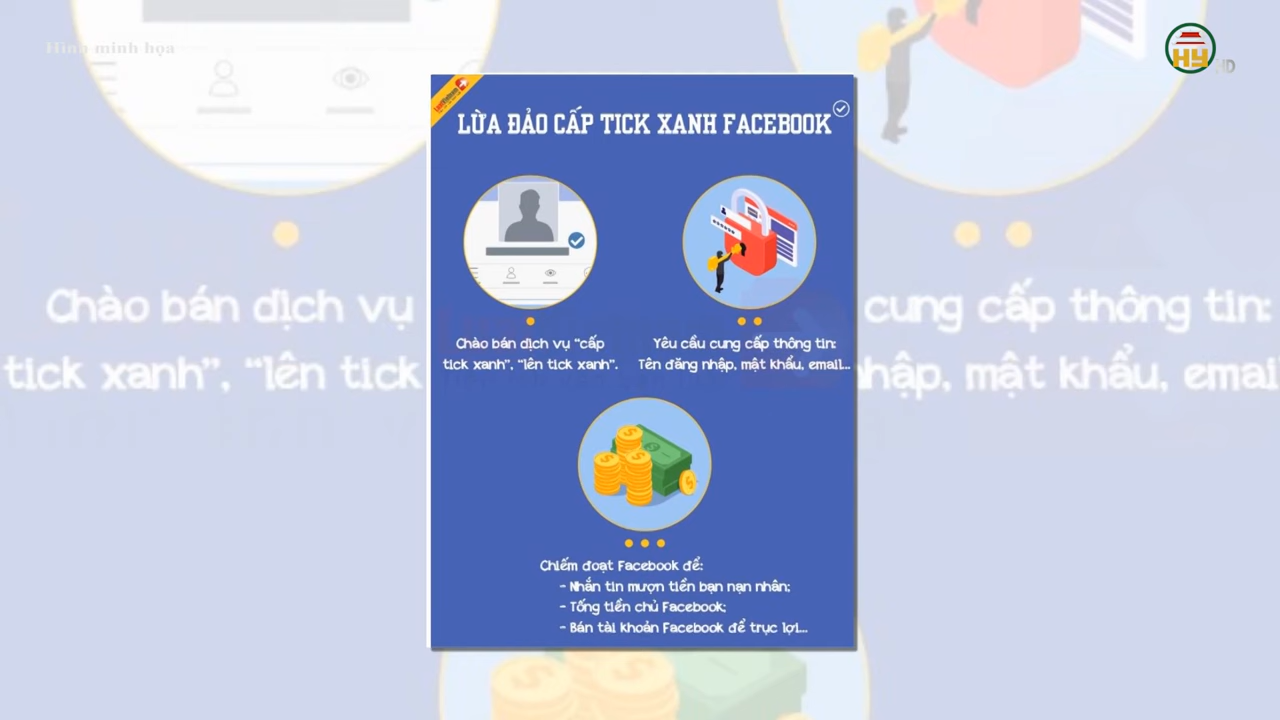 Hình minh họa
HY
HD
LuatVietnam
LỪA ĐẢO CẤP TICK XANH FACEBOOK
Chào bán dịch vụ “cấp
tick xanh”, “lên tick xanh”.
Yêu cầu cung cấp thông tin:
Tên đăng nhập, mật khẩu, email...
Chiếm đoạt Facebook để:
- Nhắn tin mượn tiền bạn nạn nhân;
- Tống tiền chủ Facebook;
- Bán tài khoản Facebook để trục lợi...
Chào bán dịch vụ
tick xanh”, “lên tick
cung cấp thông tin:
nhập, mật khẩu, emai